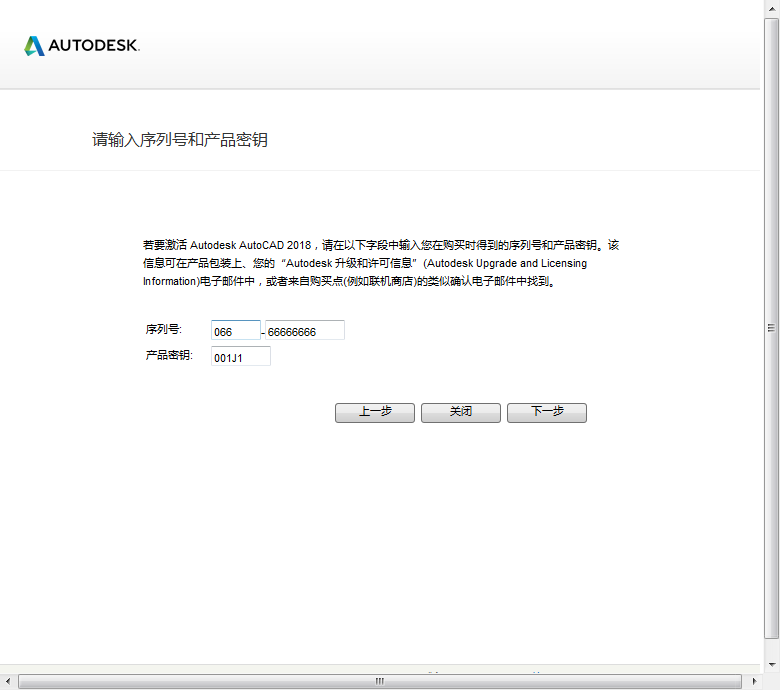 AUTODESK.
请输入序列号和产品密钥
若要激活 Autodesk AutoCAD 2018，请在以下字段中输入您在购买时得到的序列号和产品密钥。该
信息可在产品包装上、您的“Autodesk 升级和许可信息”(Autodesk Upgrade and Licensing
Information)电子邮件中，或者来自购买点(例如联机商店)的类似确认电子邮件中找到。
序列号: 066 - 66666666
产品密钥: 001J1
上一步 关闭 下一步